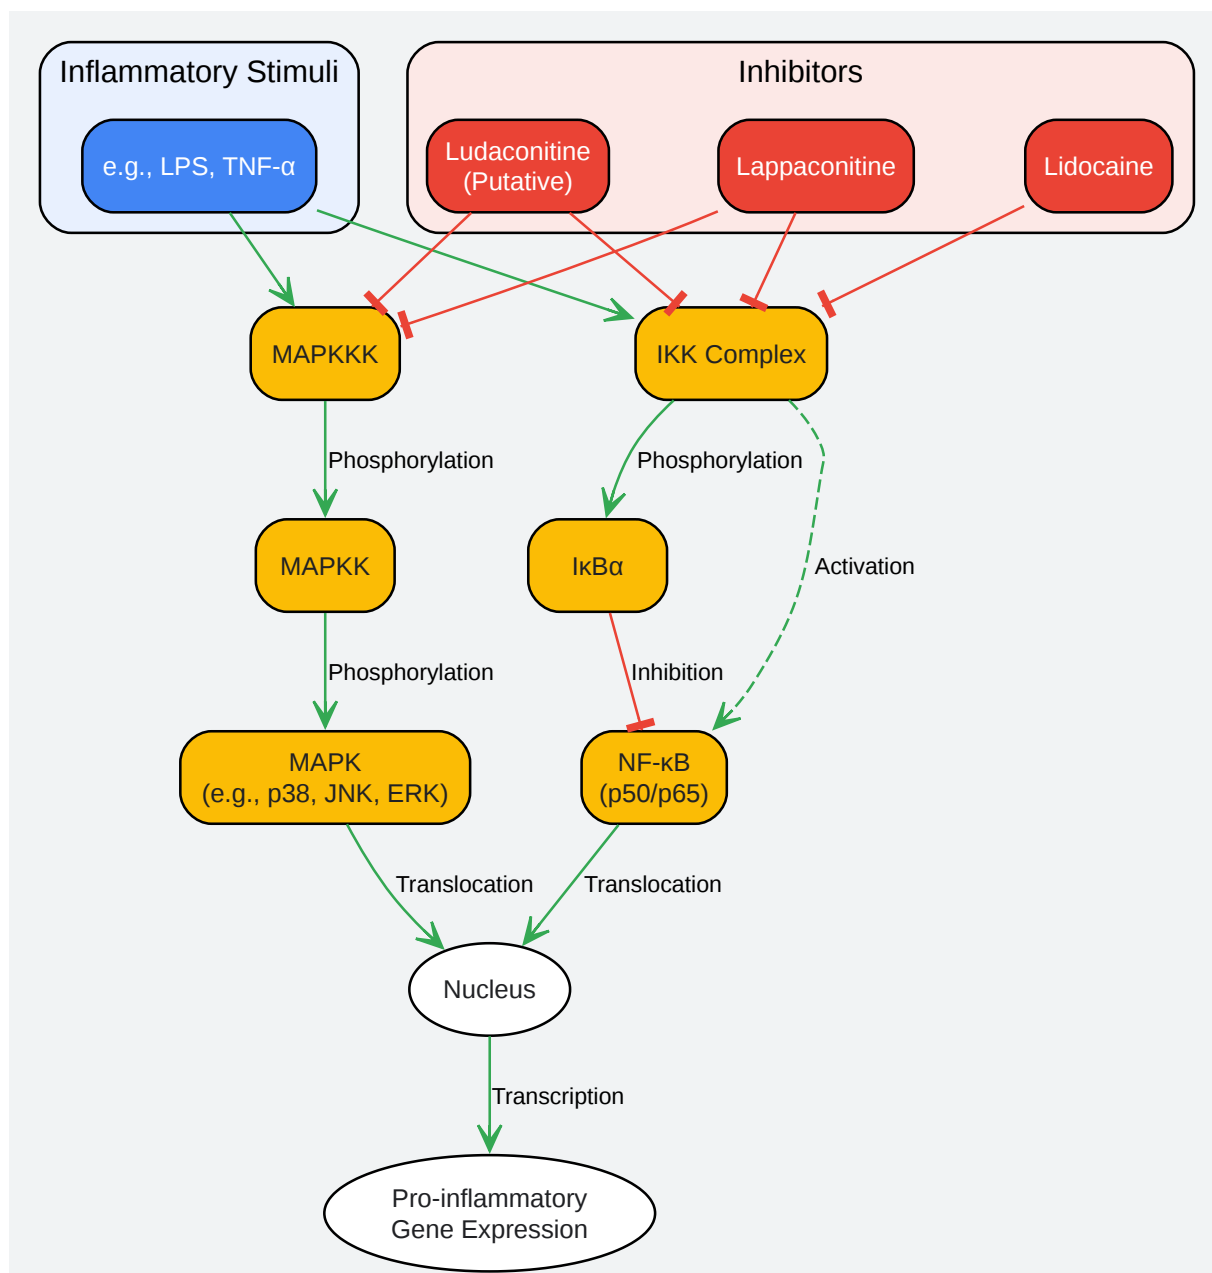 Inflammatory Stimuli
Inhibitors
e.g., LPS, TNF-α
Ludaconitine
(Putative)
Lappaconitine
Lidocaine
MAPKKK
IKK Complex
Phosphorylation
Phosphorylation
MAPKK
IκBα
Activation
Phosphorylation
Inhibition
MAPK
(e.g., p38, JNK, ERK)
NF-κB
(p50/p65)
Translocation
Translocation
Nucleus
Transcription
Pro-inflammatory
Gene Expression